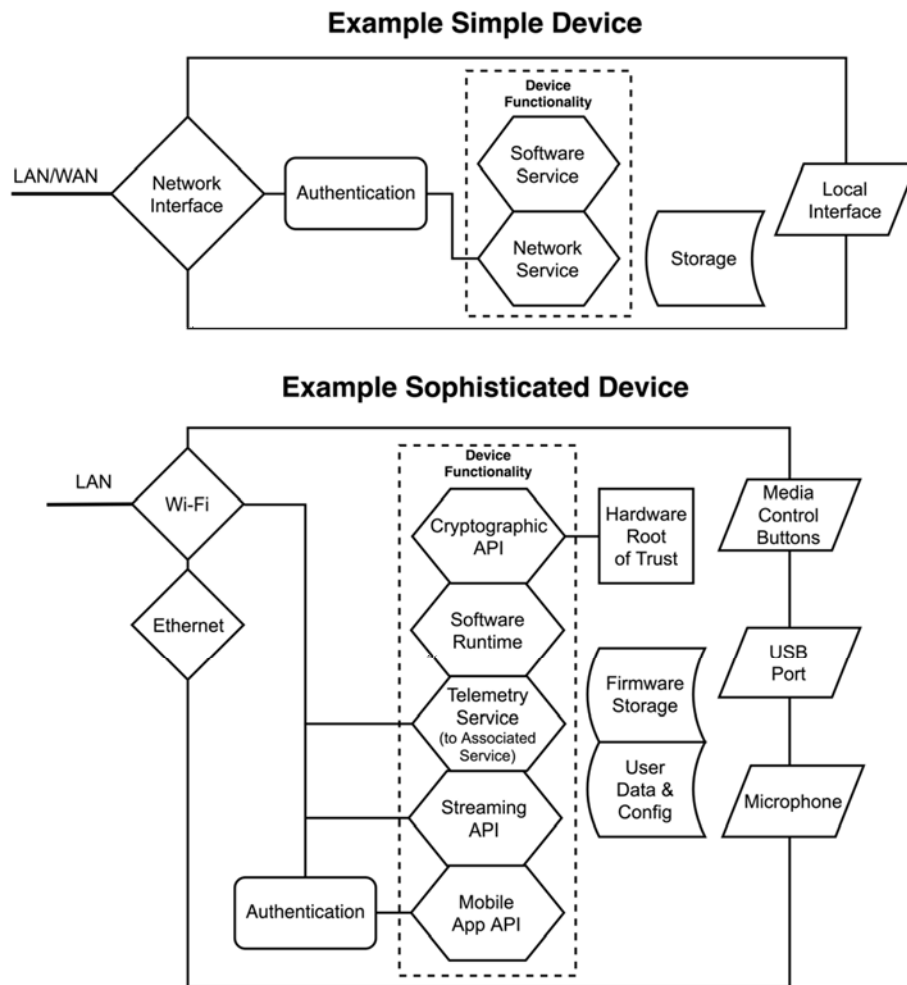 Example Simple Device
Device
Functionality
LAN/WAN
Network
Interface
Authentication
Software
Service
Network
Service
Storage
Local
Interface
Example Sophisticated Device
Device
Functionality
LAN
Wi-Fi
Ethernet
Cryptographic
API
Hardware
Root
of Trust
Media
Control
Buttons
Software
Runtime
Telemetry
Service
(to Associated
Service)
Firmware
Storage
USB
Port
User
Data &
Config
Microphone
Streaming
API
Authentication
Mobile
App API